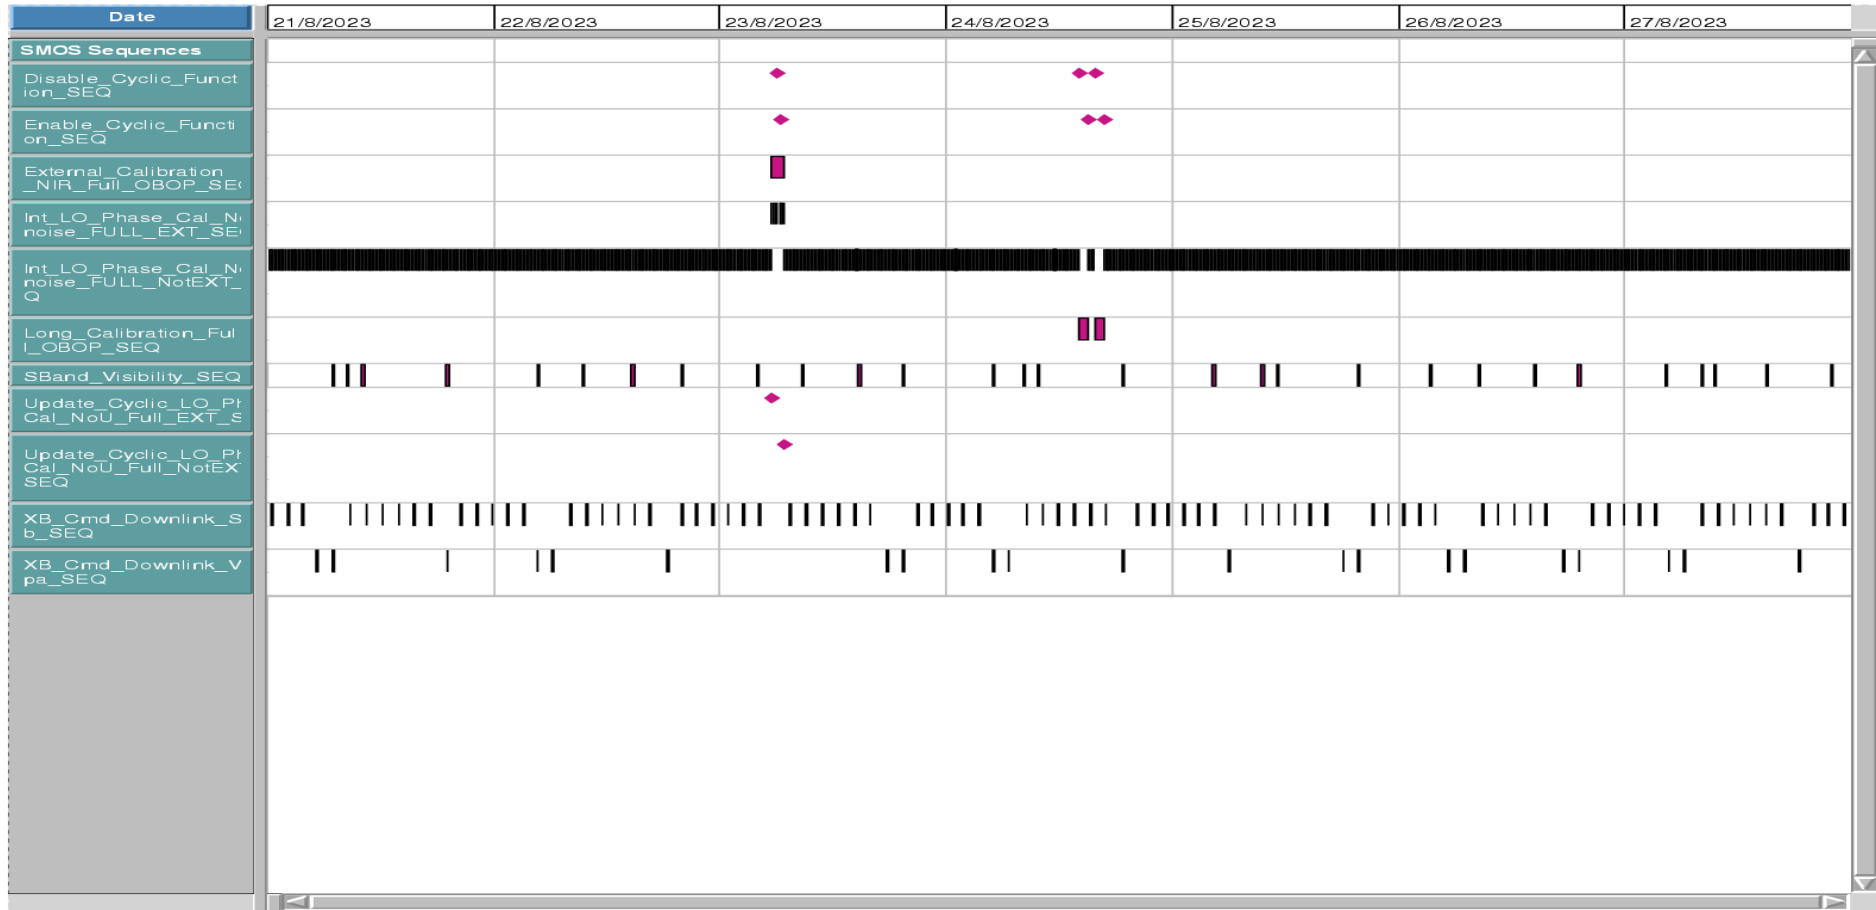 Date
21/8/2023 22/8/2023 23/8/2023 24/8/2023 25/8/2023 26/8/2023 27/8/2023
SMOS Sequences
Disable_Cyclic_Funct
ion_SEQ
Enable_Cyclic_Functi
on_SEQ
External_Calibration
_NIR_Full_OBOP_SE
Int_LO_Phase_Cal_N
noise_FULL_EXT_SE
Int_LO_Phase_Cal_N
noise_FULL_NotEXT_
Q
Long_Calibration_Ful
l_OBOP_SEQ
SBand_Visibility_SEQ
Update_Cyclic_LO_P
Cal_NoU_Full_EXT_S
Update_Cyclic_LO_P
Cal_NoU_Full_NotEX
SEQ
XB_Cmd_Downlink_S
b_SEQ
XB_Cmd_Downlink_V
pa_SEQ